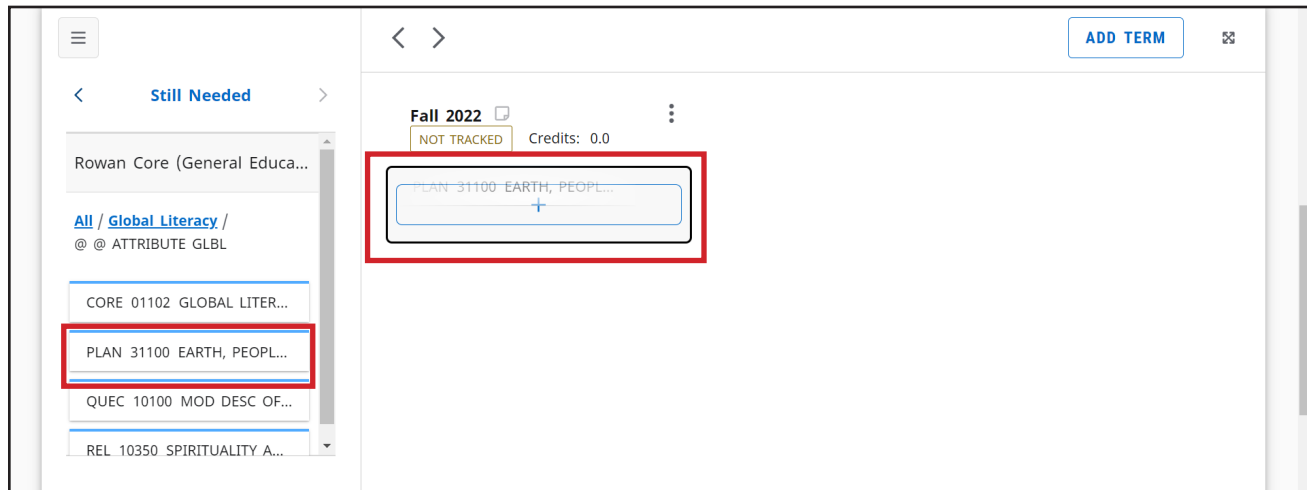 ADD TERM
Still Needed
Rowan Core (General Educa...
All / Global Literacy /
@ @ ATTRIBUTE GLBL
CORE 01102 GLOBAL LITER...
PLAN 31100 EARTH, PEOPL...
QUEC 10100 MOD DESC OF...
REL 10350 SPIRITUALITY A...
Fall 2022
NOT TRACKED Credits: 0.0
PLAN 31100 EARTH, PEOPL...